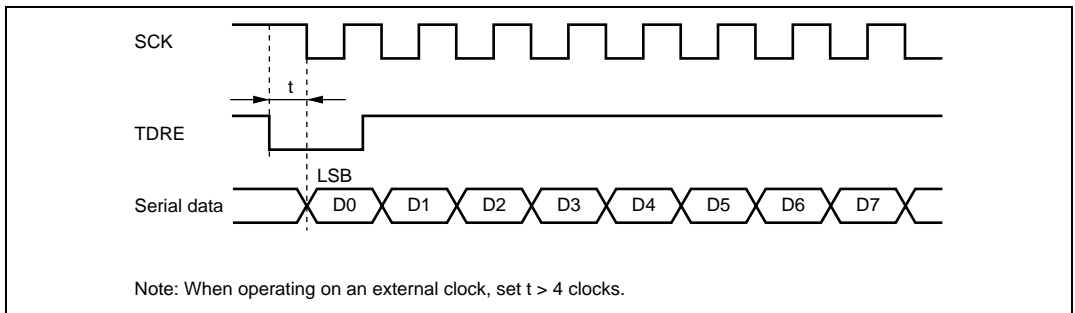 SCK
t
TDRE
LSB
Serial data D0 D1 D2 D3 D4 D5 D6 D7
Note: When operating on an external clock, set t > 4 clocks.